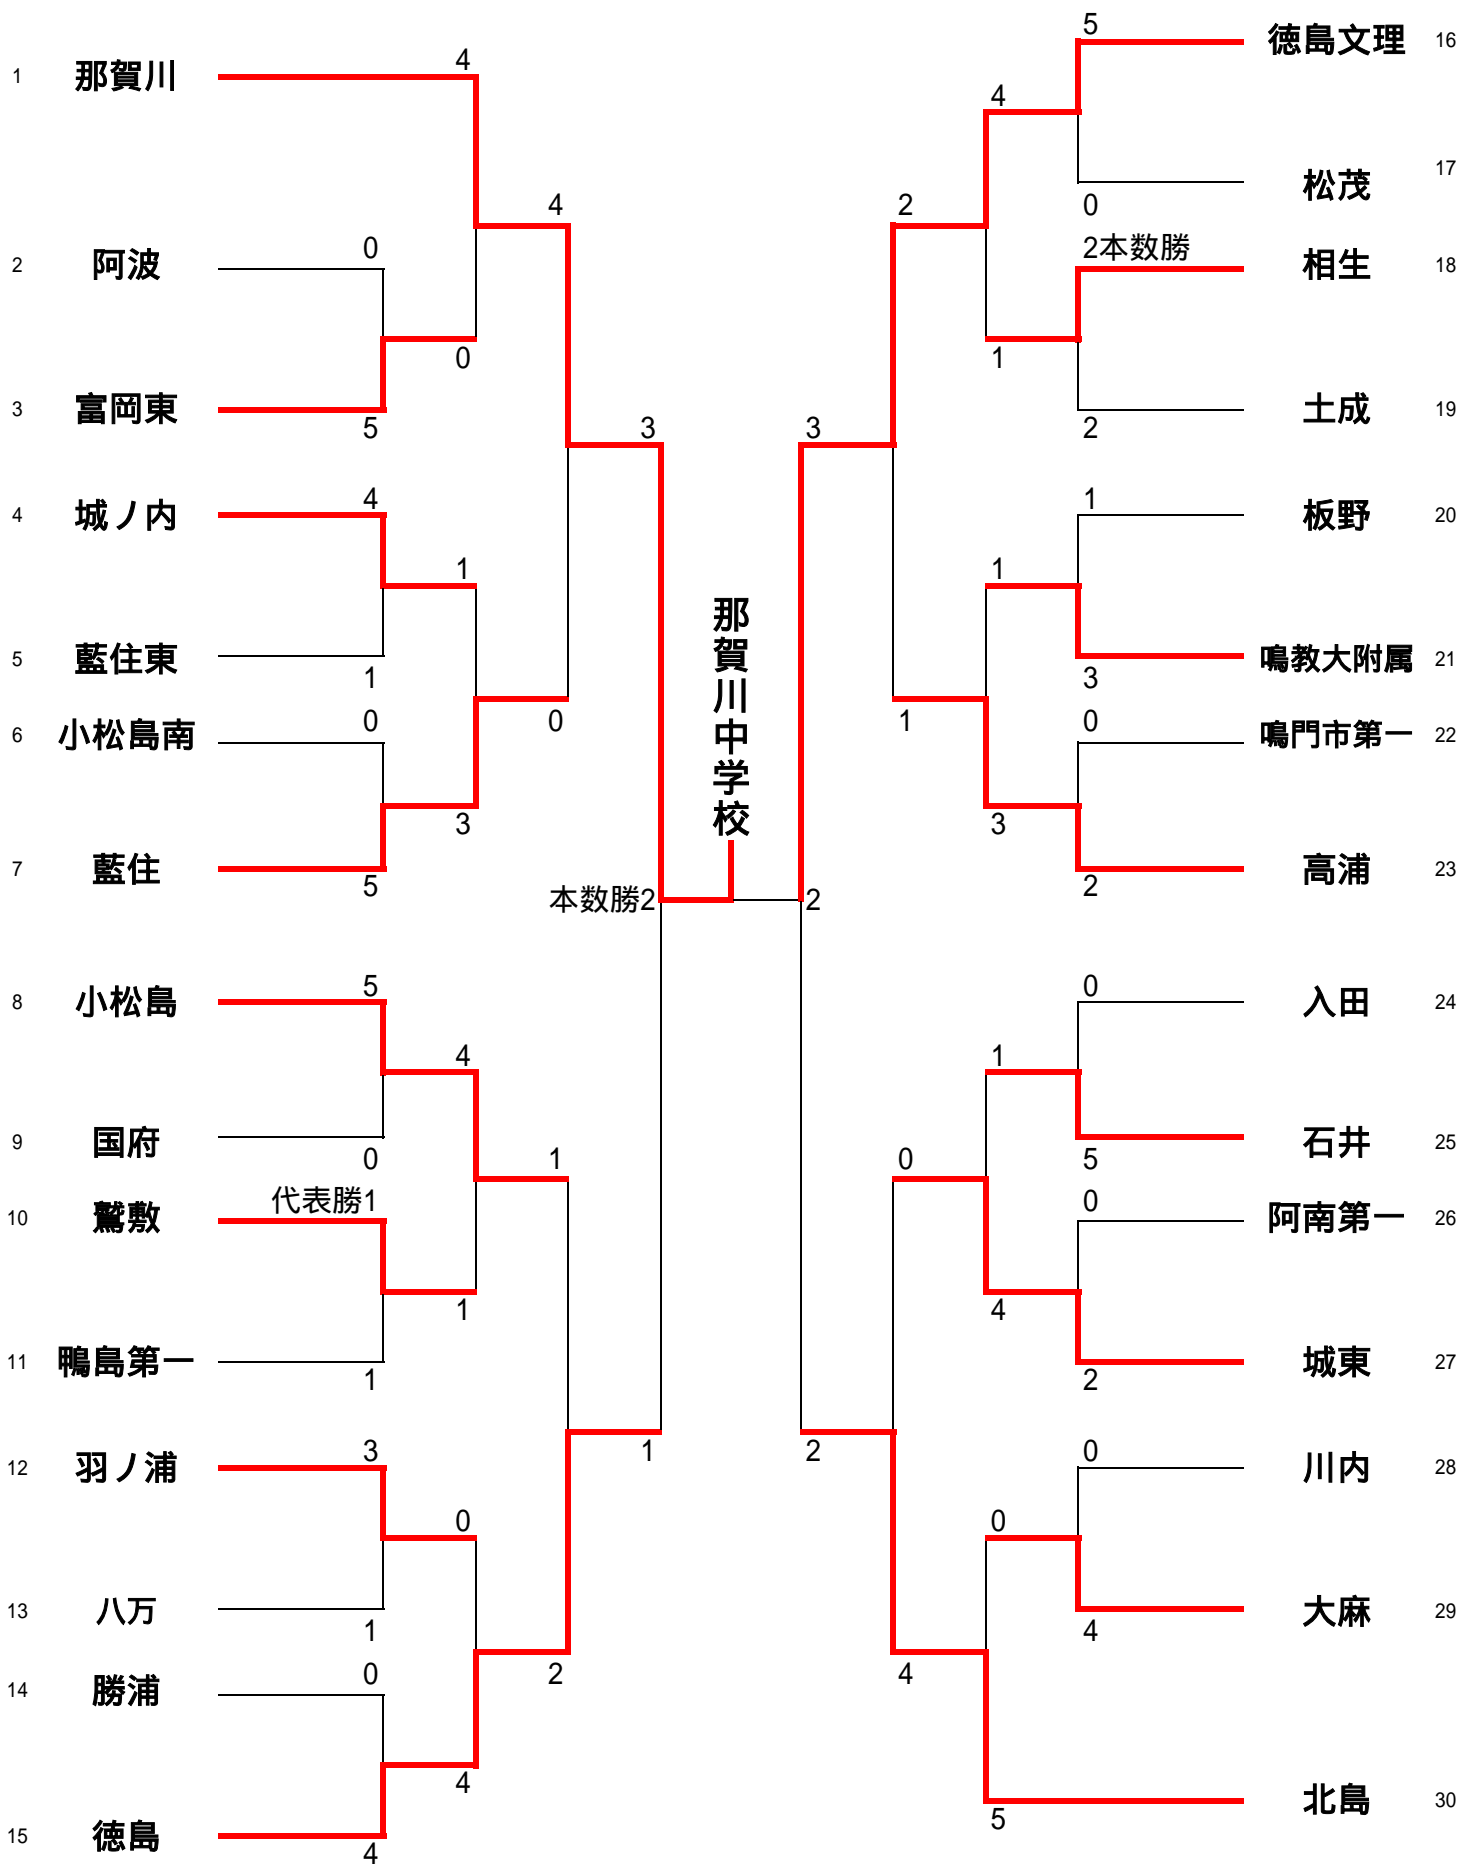 1 那賀川 4
2 阿波 0
0
3 富岡東 5
4
4 城ノ内 4
1
5 藍住東 1
6 小松島南 0
3
7 藍住 5
0
3
8 小松島 5
4
9 国府 0
10 鷲敷 代表勝1
1
11 鴨島第一 1
1
12 羽ノ浦 3
0
13 八万 1
14 勝浦 0
4
15 徳島 4
2
1
本数勝2
那賀川中学校
2
5 徳島文理 16
4
0 松茂 17
2本数勝 相生 18
1
2 土成 19
2
1 板野 20
1
3 鳴教大附属 21
0 鳴門市第一 22
3
2 高浦 23
1
3
0 入田 24
1
5 石井 25
0 阿南第一 26
4
2 城東 27
0
0 川内 28
0
4 大麻 29
5 北島 30
4
2